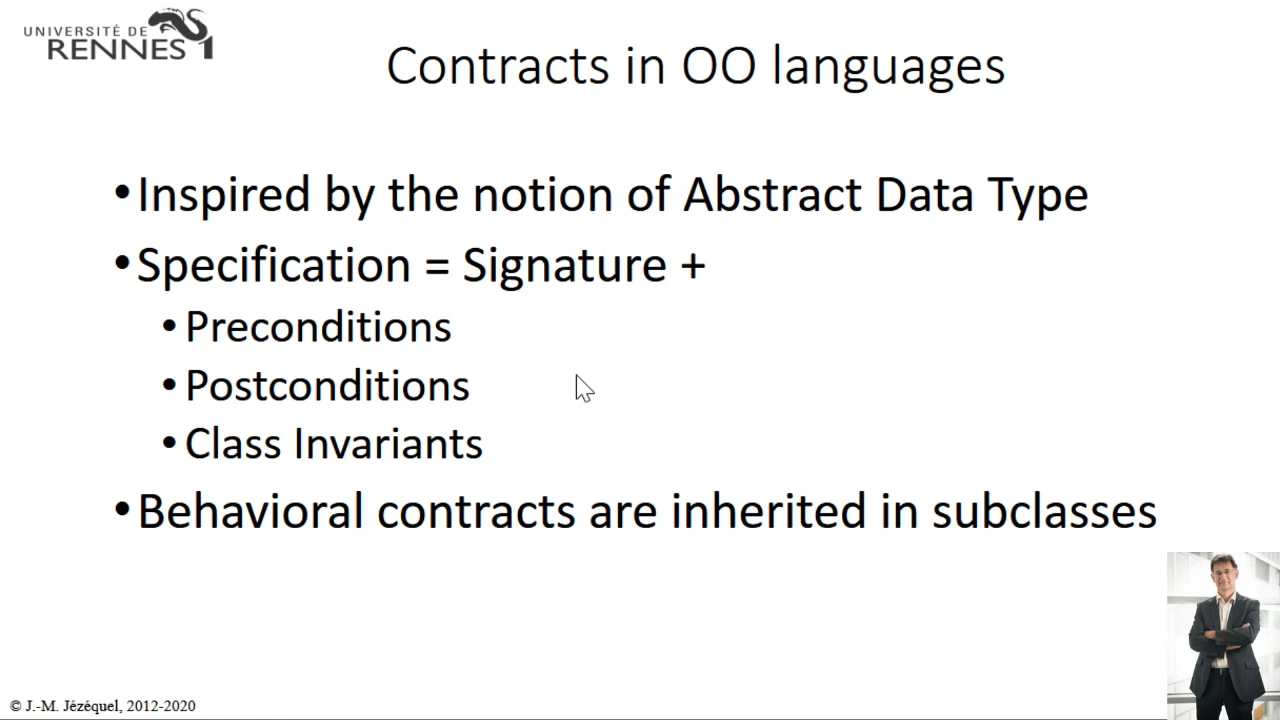 UNIVERSITÉ DE
RENNES 1
Contracts in OO languages
•Inspired by the notion of Abstract Data Type
•Specification = Signature +
•Preconditions
•Postconditions
•Class Invariants
•Behavioral contracts are inherited in subclasses
© J.-M. Jézéquel, 2012-2020